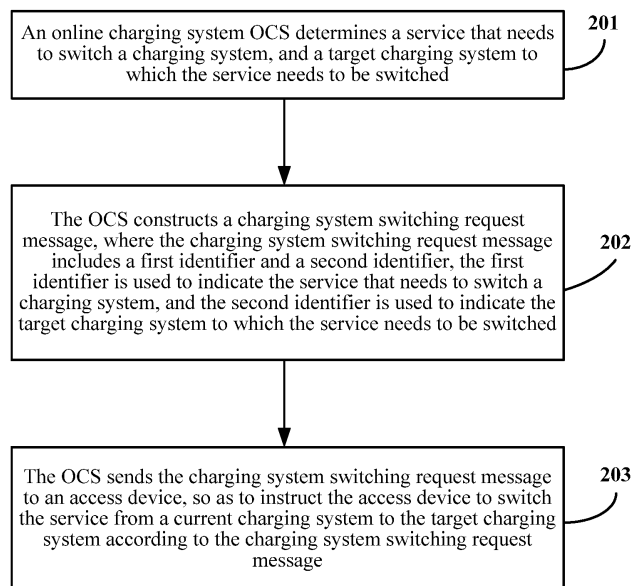 An online charging system OCS determines a service that needs
to switch a charging system, and a target charging system to
which the service needs to be switched
201
The OCS constructs a charging system switching request
message, where the charging system switching request message
includes a first identifier and a second identifier, the first
identifier is used to indicate the service that needs to switch a
charging system, and the second identifier is used to indicate the
target charging system to which the service needs to be switched
202
The OCS sends the charging system switching request message
to an access device, so as to instruct the access device to switch
the service from a current charging system to the target charging
system according to the charging system switching request
message
203